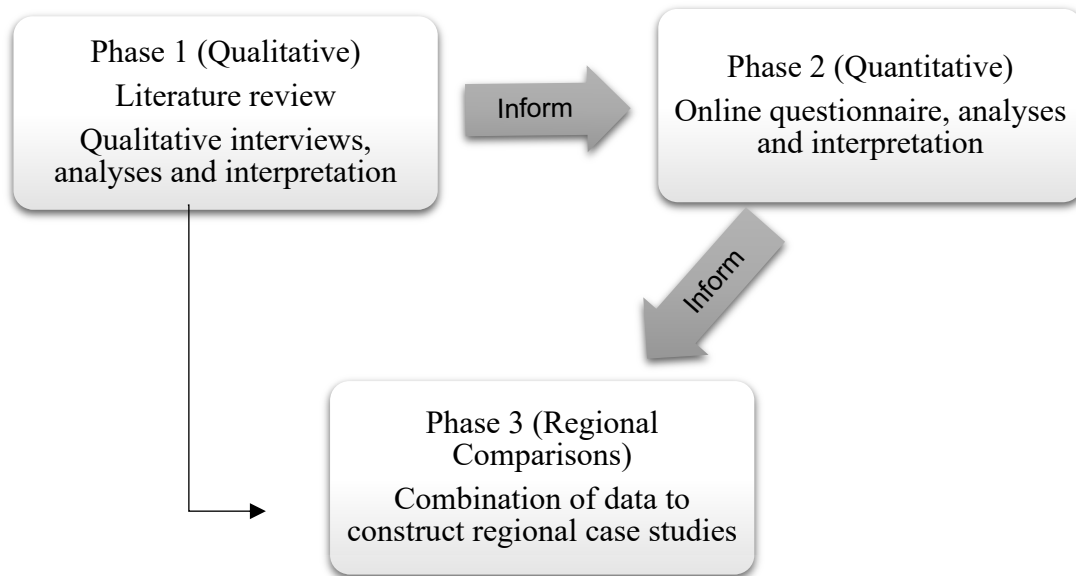 Phase 1 (Qualitative)
Literature review
Qualitative interviews,
analyses and interpretation
Inform
Phase 2 (Quantitative)
Online questionnaire, analyses
and interpretation
Inform
Phase 3 (Regional
Comparisons)
Combination of data to
construct regional case studies